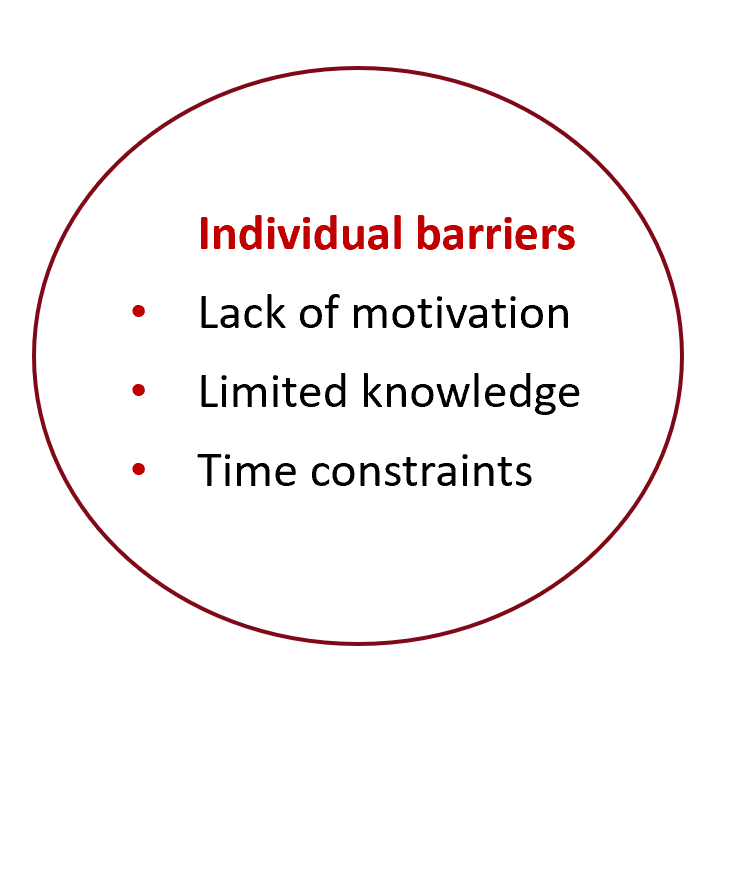 Individual barriers
• Lack of motivation
• Limited knowledge
• Time constraints